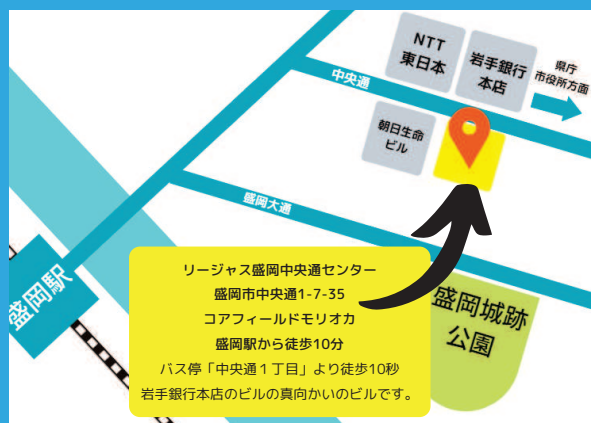 NTT
東日本
岩手銀行
本店
県庁
市役所方面
中央通
朝日生命
ビル
盛岡大通
盛岡駅
リージャス盛岡中央通センター
盛岡市中央通1-7-35
コアフィールドモリオカ
盛岡駅から徒歩10分
バス停「中央通１丁目」より徒歩10秒
岩手銀行本店のビルの真向かいのビルです。
盛岡城跡
公園